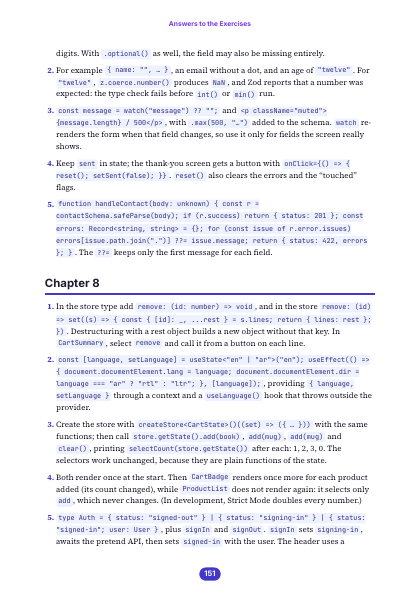 Answers to the Exercises
digits. With .optional() as well, the field may also be missing entirely.
2. For example { name: "", … } , an email without a dot, and an age of "twelve" . For
"twelve" , z.coerce.number() produces NaN , and Zod reports that a number was
expected: the type check fails before int() or min() run.
3. const message = watch("message") ?? ""; and <p className="muted">
{message.length} / 500</p> , with .max(500, "…") added to the schema. watch re-
renders the form when that field changes, so use it only for fields the screen really
shows.
4. Keep sent in state; the thank-you screen gets a button with onClick={() => {
reset(); setSent(false); }} . reset() also clears the errors and the “touched”
flags.
5. function handleContact(body: unknown) { const r =
contactSchema.safeParse(body); if (r.success) return { status: 201 }; const
errors: Record<string, string> = {}; for (const issue of r.error.issues)
errors[issue.path.join(".")] ??= issue.message; return { status: 422, errors
}; } . The ??= keeps only the first message for each field.
Chapter 8
1. In the store type add remove: (id: number) => void , and in the store remove: (id)
=> set((s) => { const { [id]: _, ...rest } = s.lines; return { lines: rest };
}) . Destructuring with a rest object builds a new object without that key. In
CartSummary , select remove and call it from a button on each line.
2. const [language, setLanguage] = useState<"en" | "ar">("en"); useEffect(() =>
{ document.documentElement.lang = language; document.documentElement.dir =
language === "ar" ? "rtl" : "ltr"; }, [language]); , providing { language,
setLanguage } through a context and a useLanguage() hook that throws outside the
provider.
3. Create the store with createStore<CartState>()((set) => ({ … })) with the same
functions; then call store.getState().add(book) , add(mug) , add(mug) and
clear() , printing selectCount(store.getState()) after each: 1, 2, 3, 0. The
selectors work unchanged, because they are plain functions of the state.
4. Both render once at the start. Then CartBadge renders once more for each product
added (its count changed), while ProductList does not render again: it selects only
add , which never changes. (In development, Strict Mode doubles every number.)
5. type Auth = { status: "signed-out" } | { status: "signing-in" } | { status:
"signed-in"; user: User } , plus signIn and signOut . signIn sets signing-in ,
awaits the pretend API, then sets signed-in with the user. The header uses a
151